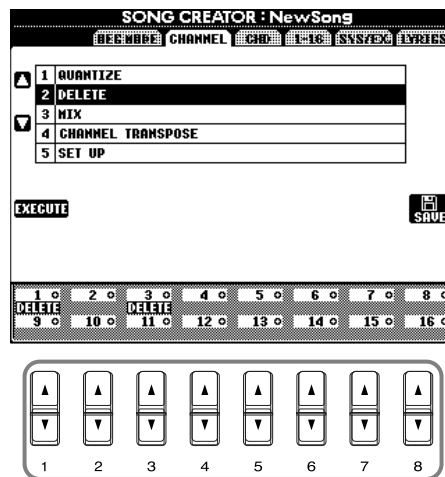 SONG CREATOR : NewSong
REC MODE CHANNEL CHD 1-16 SYS/EX. LYRICS
1 QUANTIZE
2 DELETE
3 MIX
4 CHANNEL TRANSPOSE
5 SET UP
EXECUTE
SAVE
1 2 3 4 5 6 7 8
DELETE DELETE
9 10 11 12 13 14 15 16
1 2 3 4 5 6 7 8